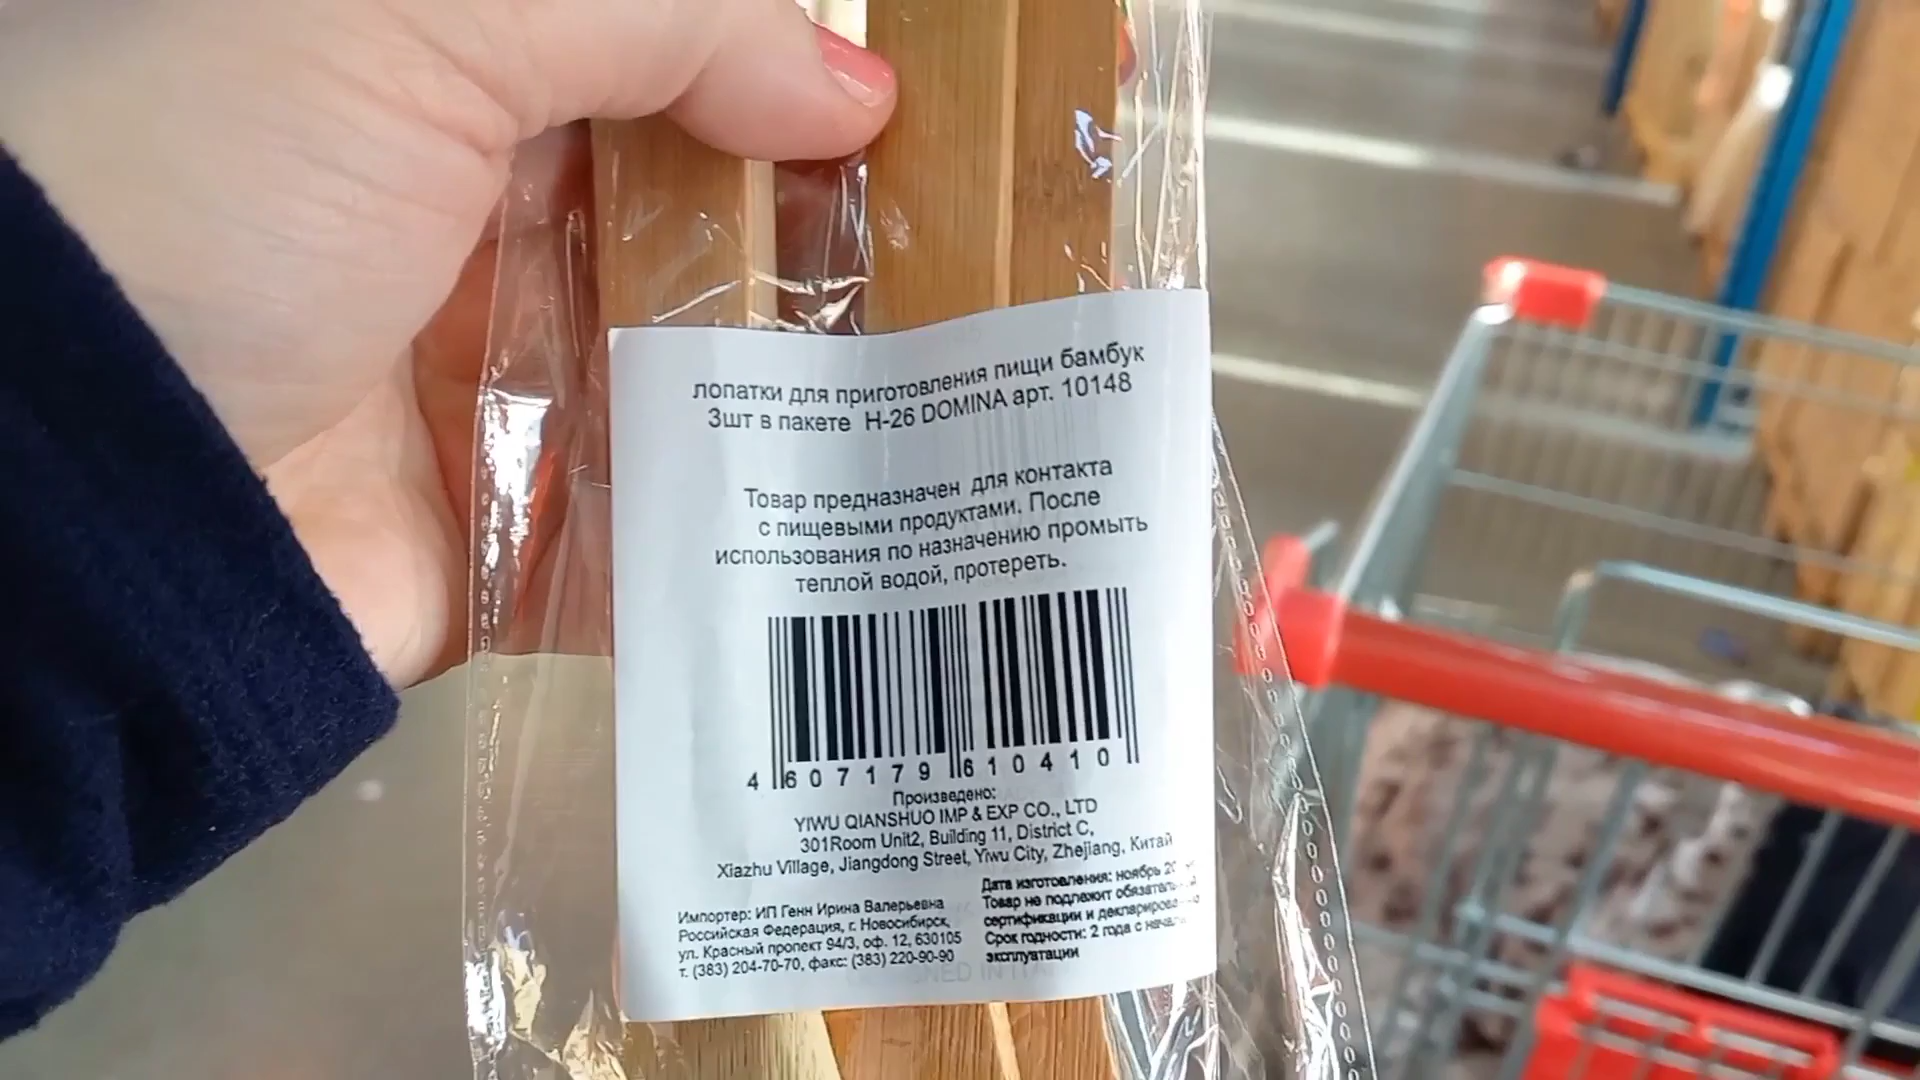 лопатки для приготовления пищи бамбук
3шт в пакете Н-26 DOMINA арт. 10148
Товар предназначен для контакта
с пищевыми продуктами. После
использования по назначению промыть
теплой водой, протереть.
4 607179 610410
Произведено:
YIWU QIANSHUO IMP & EXP CO., LTD
301Room Unit2, Building 11, District C,
Xiazhu Village, Jiangdong Street, Yiwu City, Zhejiang, Китай
Импортер: ИП Генн Ирина Валерьевна
Российская Федерация, г. Новосибирск,
ул. Красный пропект 94/3, оф. 12, 630105
т. (383) 204-70-70, факс: (383) 220-90-90
Дата изготовления: ноябрь
Товар не подлежит
сертификации и
Срок годности: 2 года с
эксплуатации